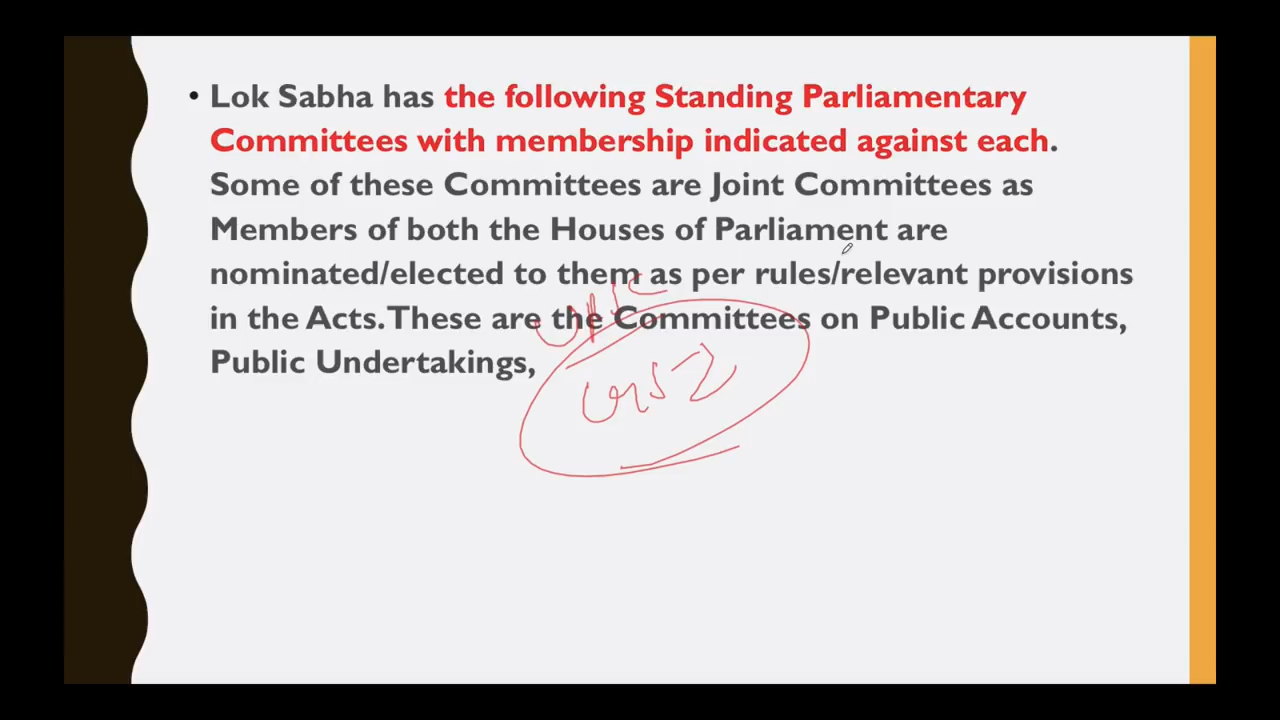 • Lok Sabha has the following Standing Parliamentary
Committees with membership indicated against each.
Some of these Committees are Joint Committees as
Members of both the Houses of Parliament are
nominated/elected to them as per rules/relevant provisions
in the Acts. These are the Committees on Public Accounts,
Public Undertakings,
UPSC